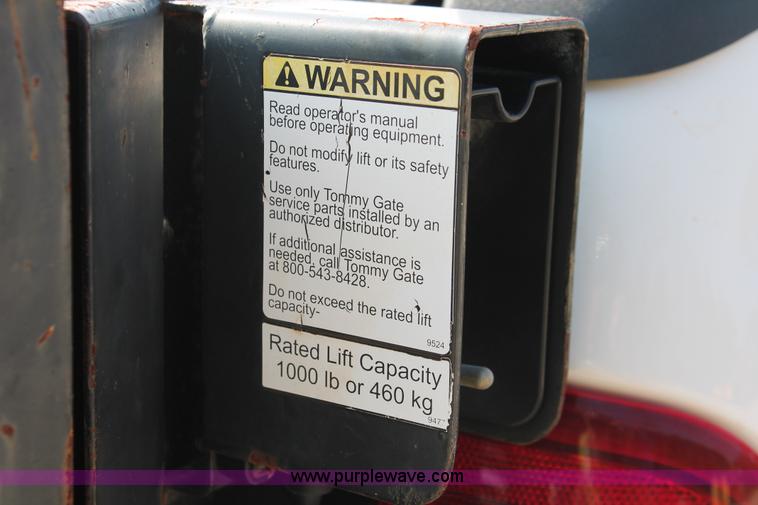 WARNING
Read operator's manual
before operating equipment.
Do not modify lift or its safety
features.
Use only Tommy Gate
service parts installed by an
authorized distributor.
If additional assistance is
needed, call Tommy Gate
at 800-543-8428.
Do not exceed the rated lift
capacity-
9524
Rated Lift Capacity
1000 lb or 460 kg
www.purplewave.com